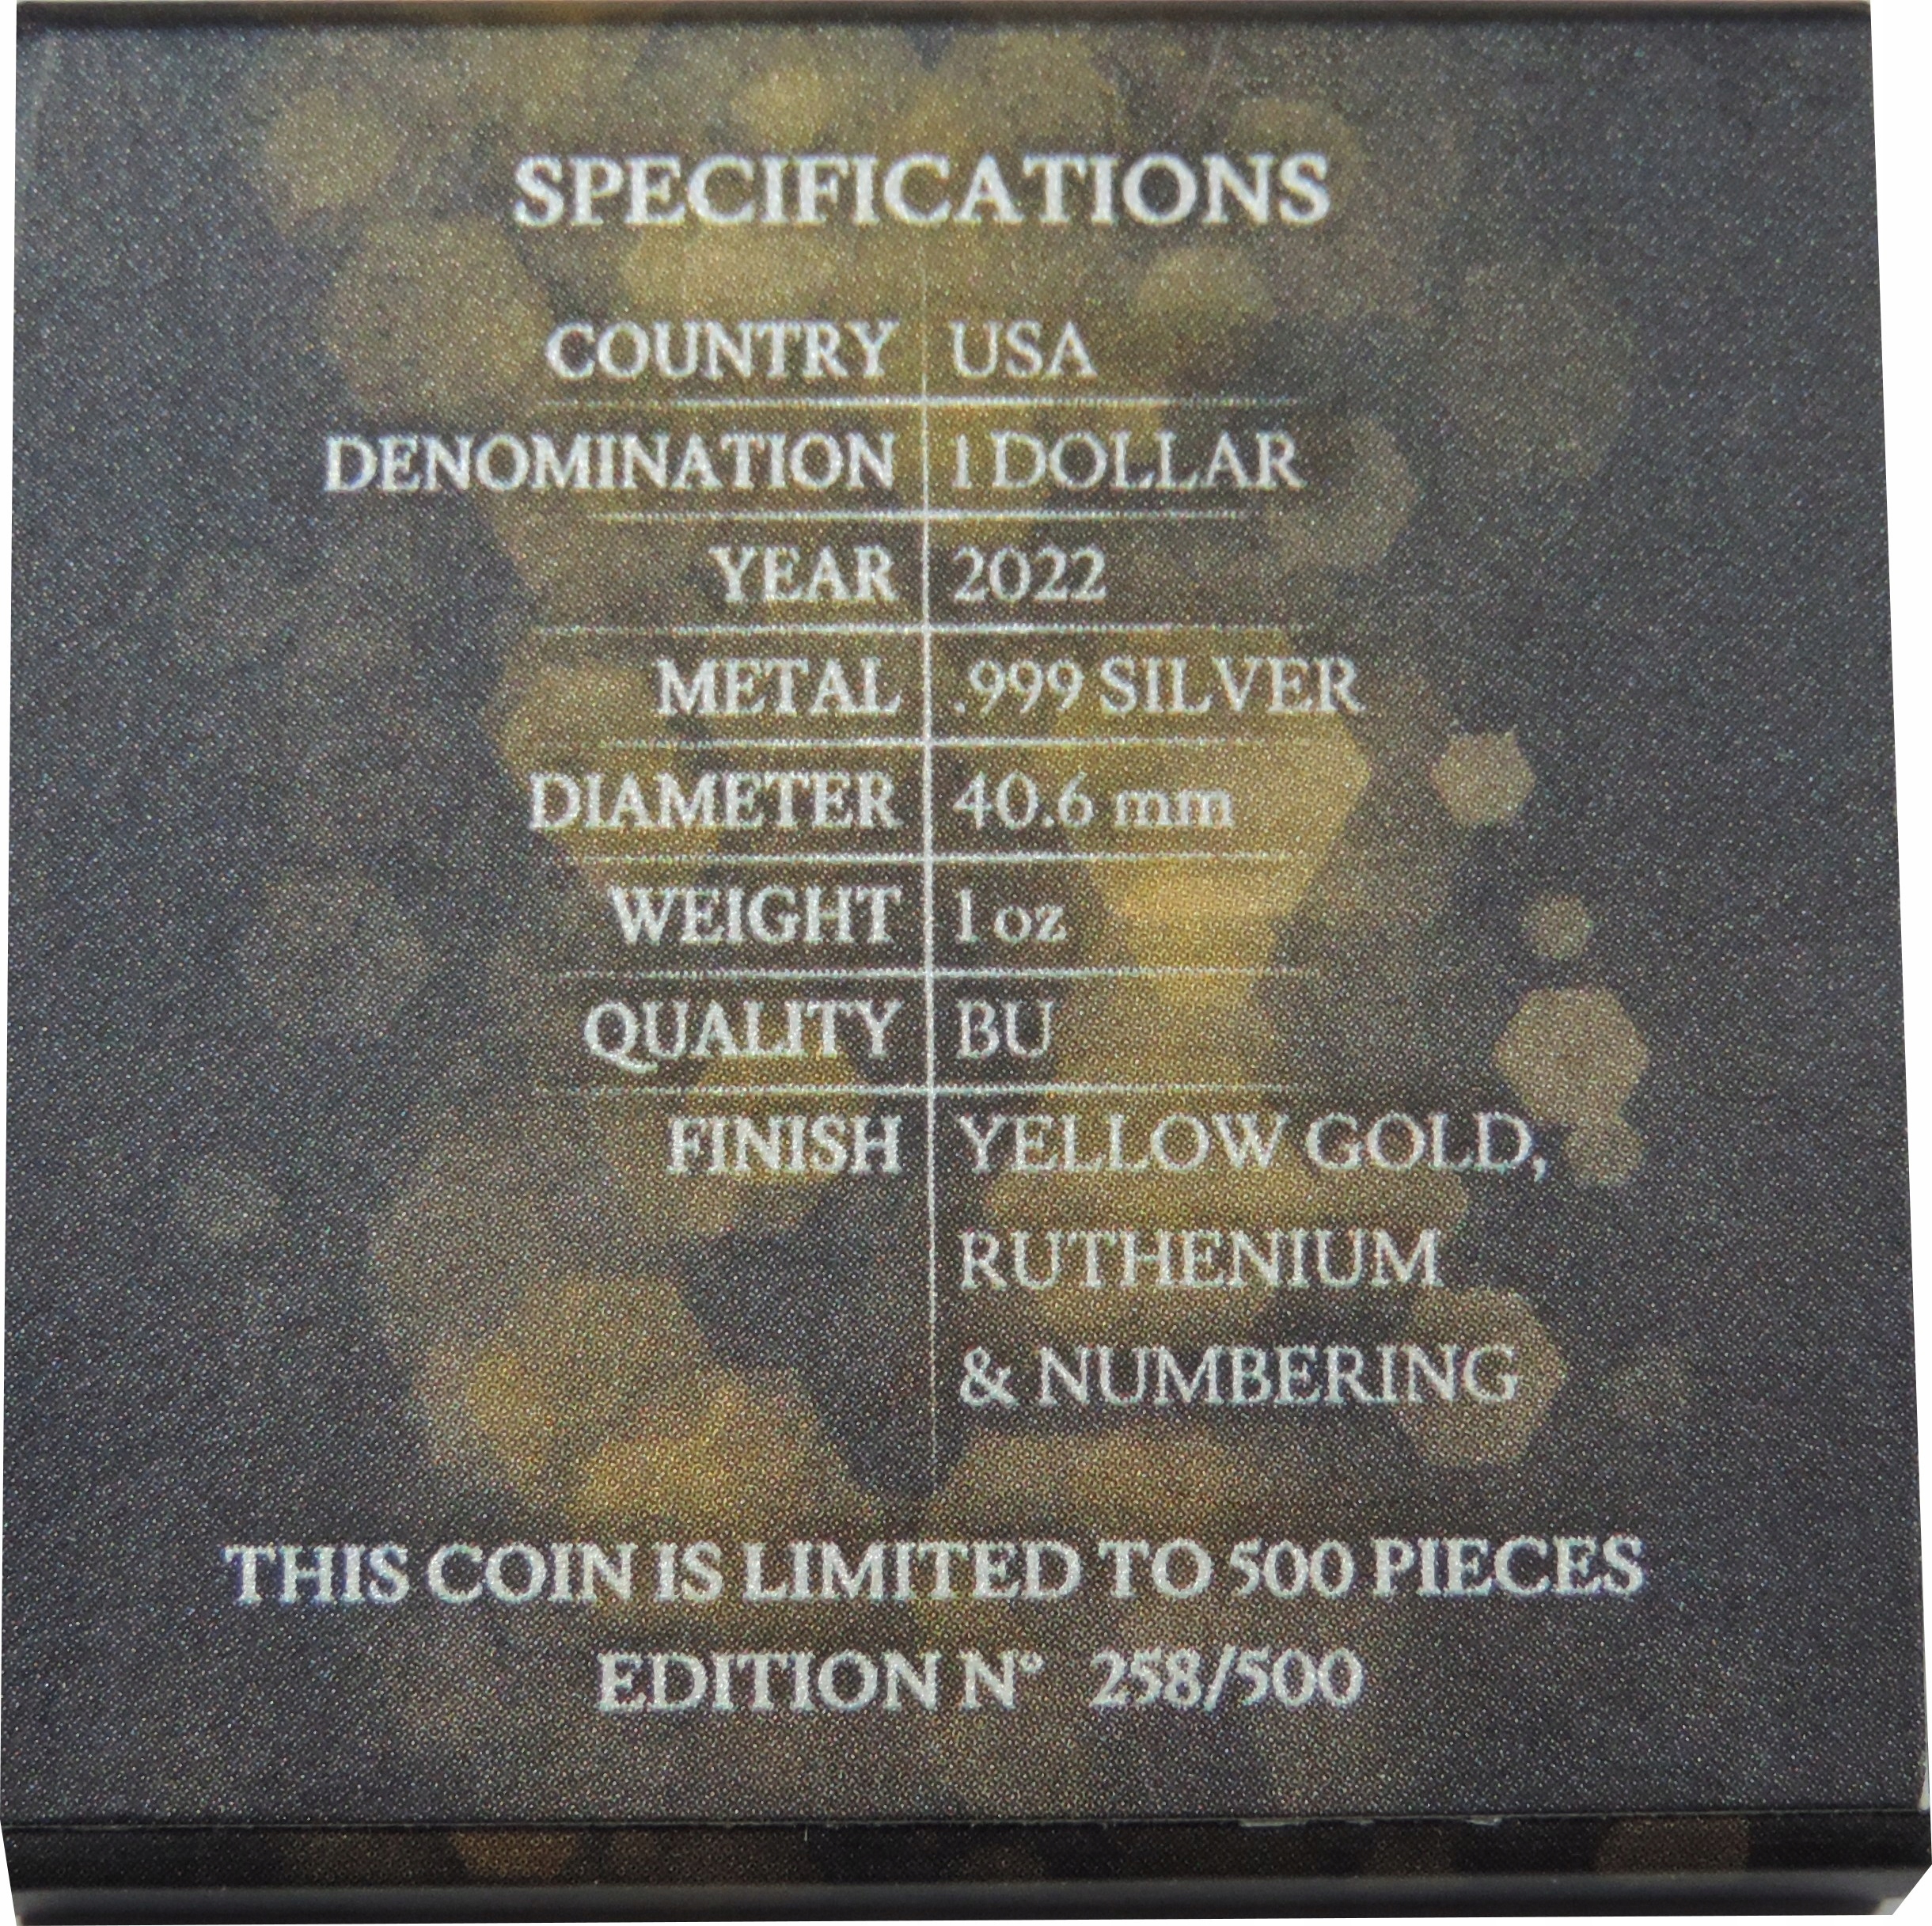 SPECIFICATIONS
COUNTRY USA
DENOMINATION 1 DOLLAR
YEAR 2022
METAL .999 SILVER
DIAMETER 40.6 mm
WEIGHT 1 oz
QUALITY BU
FINISH YELLOW GOLD,
RUTHENIUM
& NUMBERING
THIS COIN IS LIMITED TO 500 PIECES
EDITION N° 258/500